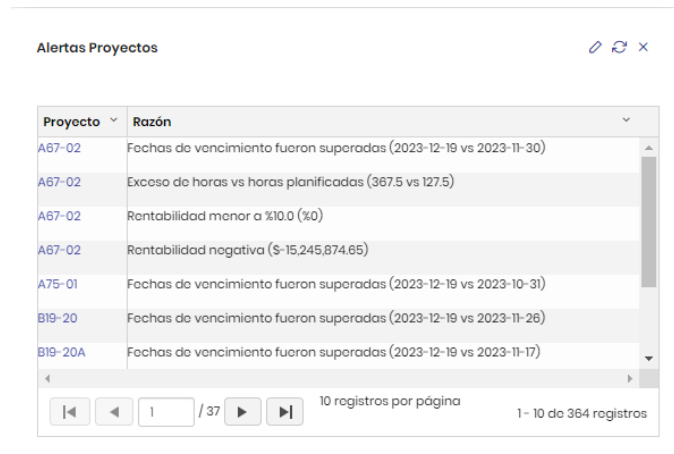 Alertas Proyectos
Proyecto Razón
A67-02 Fechas de vencimiento fueron superadas (2023-12-19 vs 2023-11-30)
A67-02 Exceso de horas vs horas planificadas (367.5 vs 127.5)
A67-02 Rentabilidad menor a %10.0 (%0)
A67-02 Rentabilidad negativa ($-15,245,874.65)
A75-01 Fechas de vencimiento fueron superadas (2023-12-19 vs 2023-10-31)
B19-20 Fechas de vencimiento fueron superadas (2023-12-19 vs 2023-11-26)
B19-20A Fechas de vencimiento fueron superadas (2023-12-19 vs 2023-11-17)
1 / 37 10 registros por página 1 - 10 de 364 registros